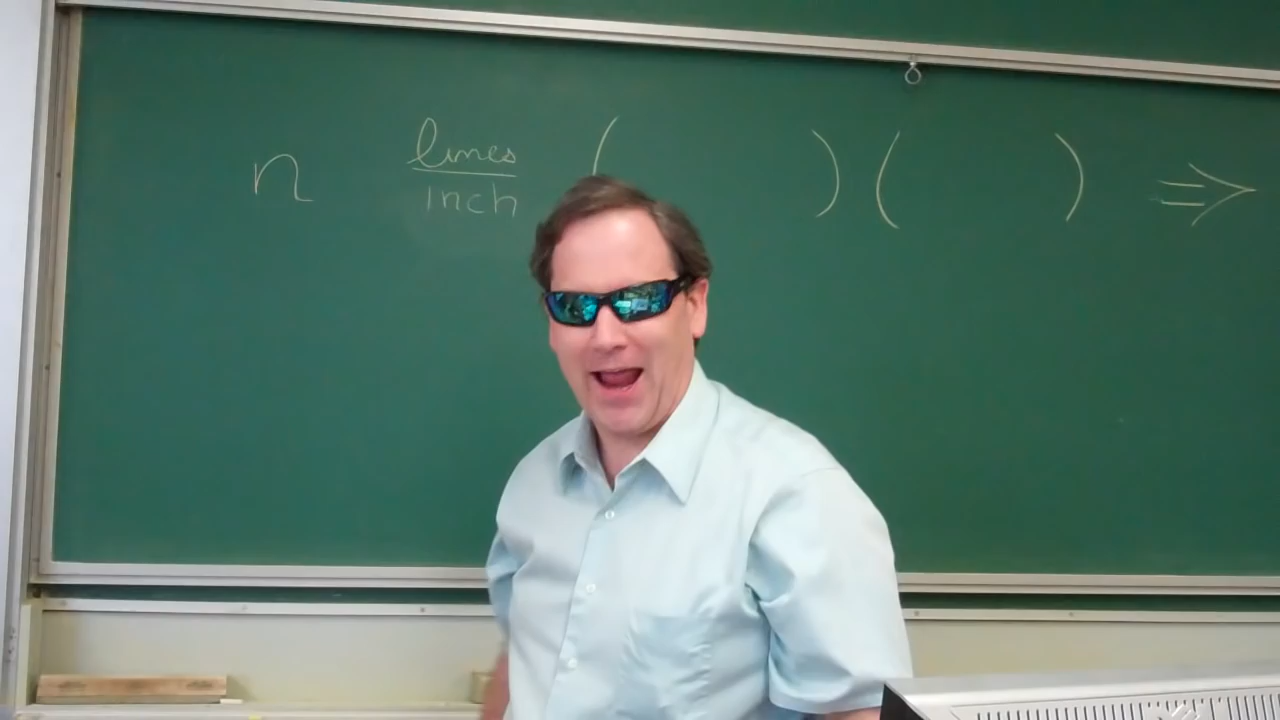 n lines/inch ( ) ( ) ⇒